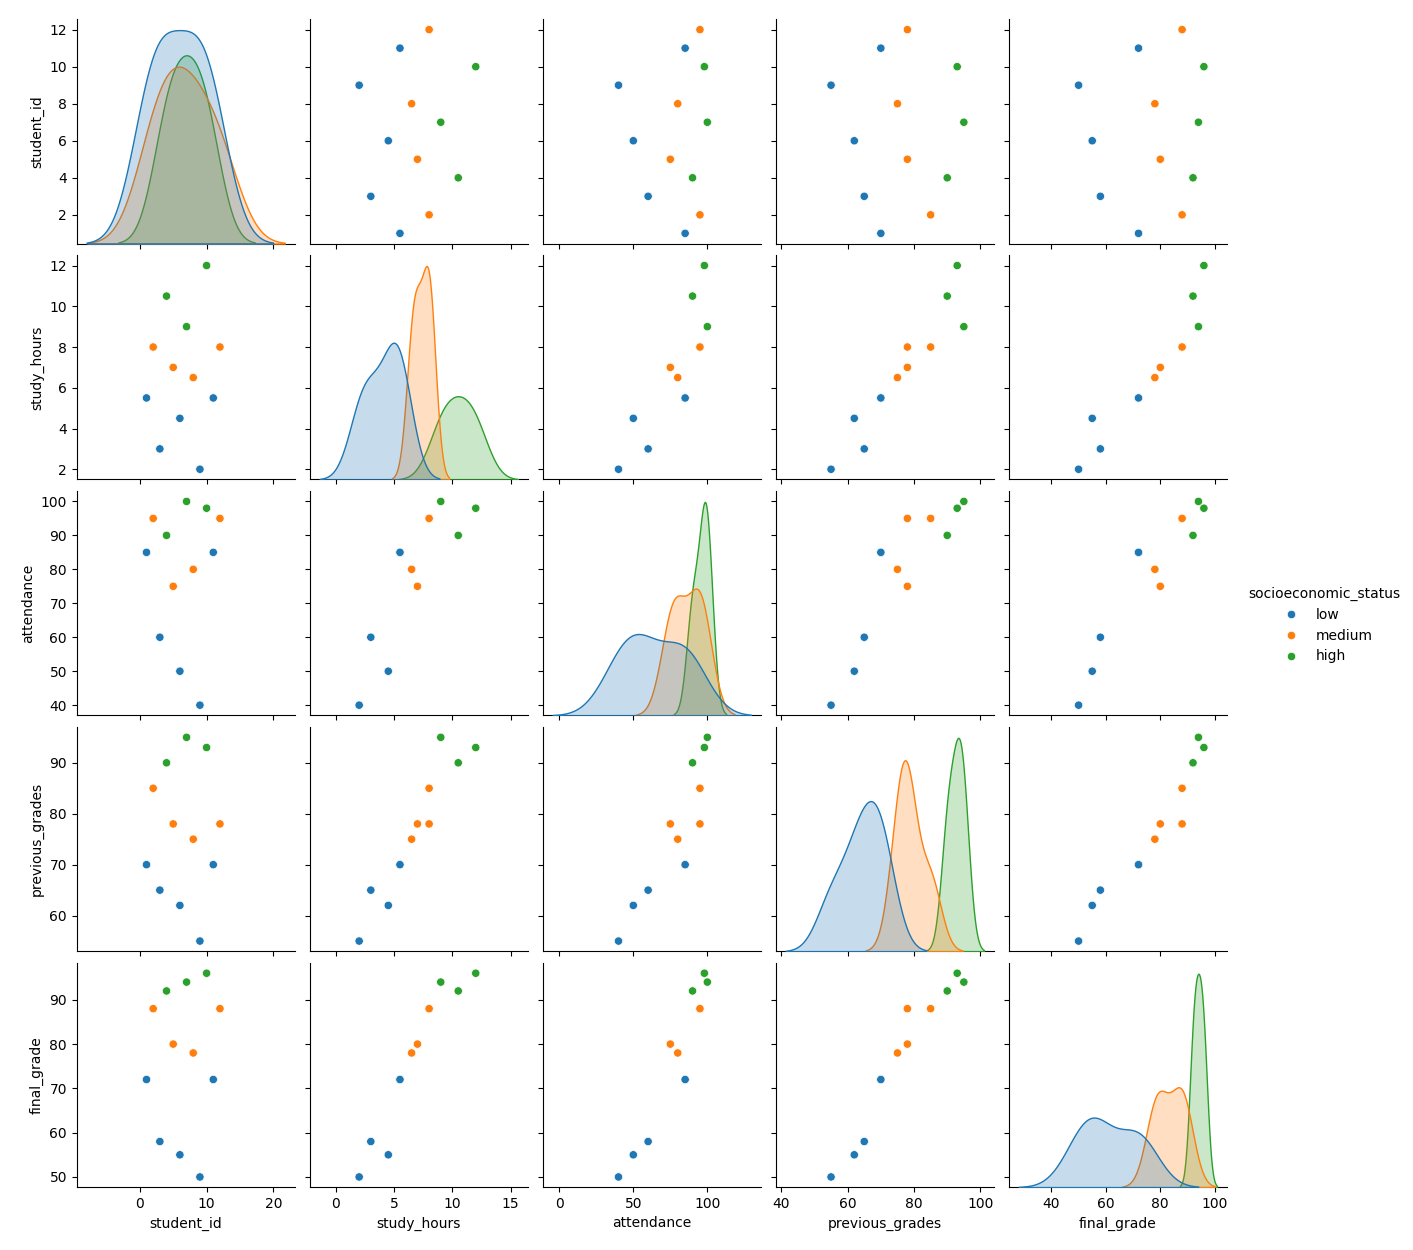 12
10
8
6
4
2
student_id
12
10
8
6
4
2
study_hours
100
90
80
70
60
50
40
attendance
socioeconomic_status
low
medium
high
90
80
70
60
previous_grades
90
80
70
60
50
final_grade
0 10 20 0 5 10 15 0 50 100 40 60 80 100 40 60 80 100
student_id study_hours attendance previous_grades final_grade